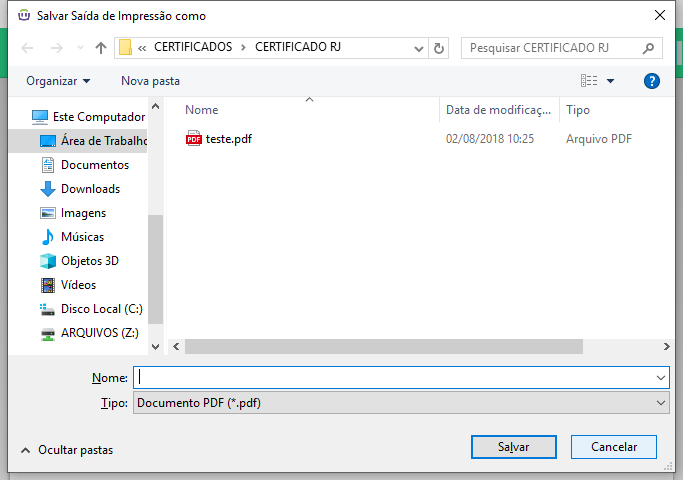 Salvar Saída de Impressão como
« CERTIFICADOS > CERTIFICADO RJ
Pesquisar CERTIFICADO RJ
Organizar Nova pasta
?
Nome Data de modificaç... Tipo
teste.pdf 02/08/2018 10:25 Arquivo PDF
PDF
Este Computador
Área de Trabalho
Documentos
Downloads
Imagens
Músicas
Objetos 3D
Vídeos
Disco Local (C:)
ARQUIVOS (Z:)
Nome:
Tipo: Documento PDF (*.pdf)
Ocultar pastas
Salvar Cancelar